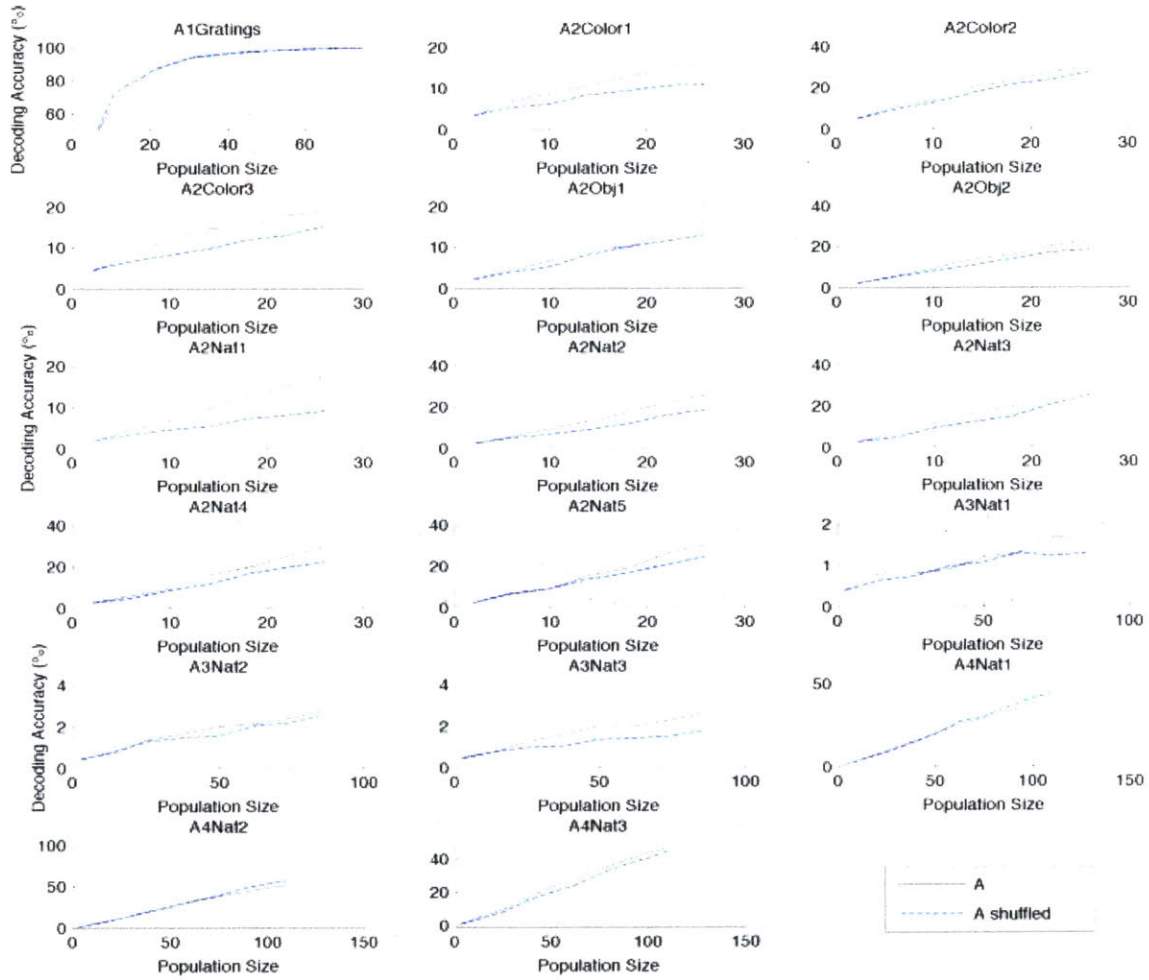 A1Gratings
Decoding Accuracy (%)
100
80
60
0 20 40 60
Population Size
A2Color1
20
10
0
0 10 20 30
Population Size
A2Color2
40
20
0
0 10 20 30
Population Size
A2Color3
20
10
0
0 10 20 30
Population Size
A2Obj1
20
10
0
0 10 20 30
Population Size
A2Obj2
40
20
0
0 10 20 30
Population Size
A2Nat1
Decoding Accuracy (%)
20
10
0
0 10 20 30
Population Size
A2Nat2
40
20
0
0 10 20 30
Population Size
A2Nat3
40
20
0
0 10 20 30
Population Size
A2Nat4
40
20
0
0 10 20 30
Population Size
A2Nat5
40
20
0
0 10 20 30
Population Size
A3Nat1
2
1
0
0 50 100
Population Size
A3Nat2
Decoding Accuracy (%)
4
2
0
0 50 100
Population Size
A3Nat3
4
2
0
0 50 100
Population Size
A4Nat1
50
0
0 50 100 150
Population Size
A4Nat2
100
50
0
0 50 100 150
Population Size
A4Nat3
40
20
0
0 50 100 150
Population Size
A
A shuffled